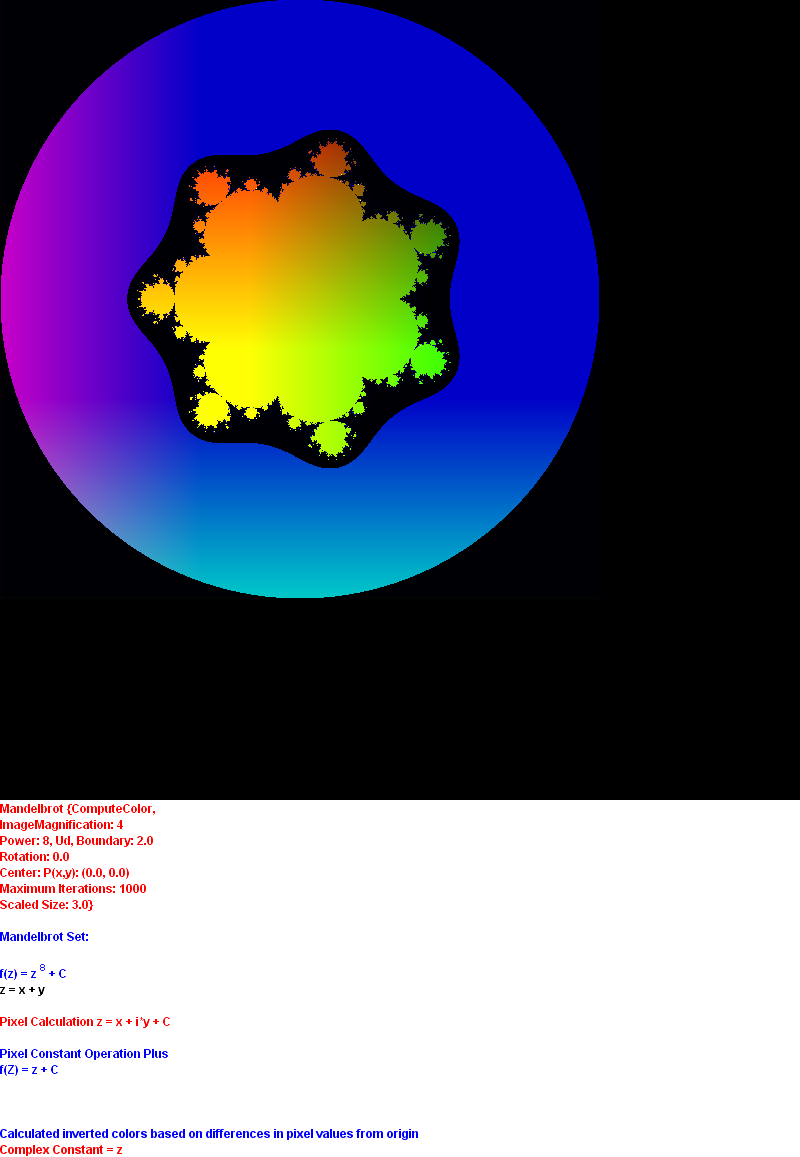 Mandelbrot {ComputeColor,
ImageMagnification: 4
Power: 8, Ud, Boundary: 2.0
Rotation: 0.0
Center: P(x,y): (0.0, 0.0)
Maximum Iterations: 1000
Scaled Size: 3.0}
Mandelbrot Set:
f(z) = z ⁸ + C
z = x + y
Pixel Calculation z = x + i*y + C
Pixel Constant Operation Plus
f(Z) = z + C
Calculated inverted colors based on differences in pixel values from origin
Complex Constant = z